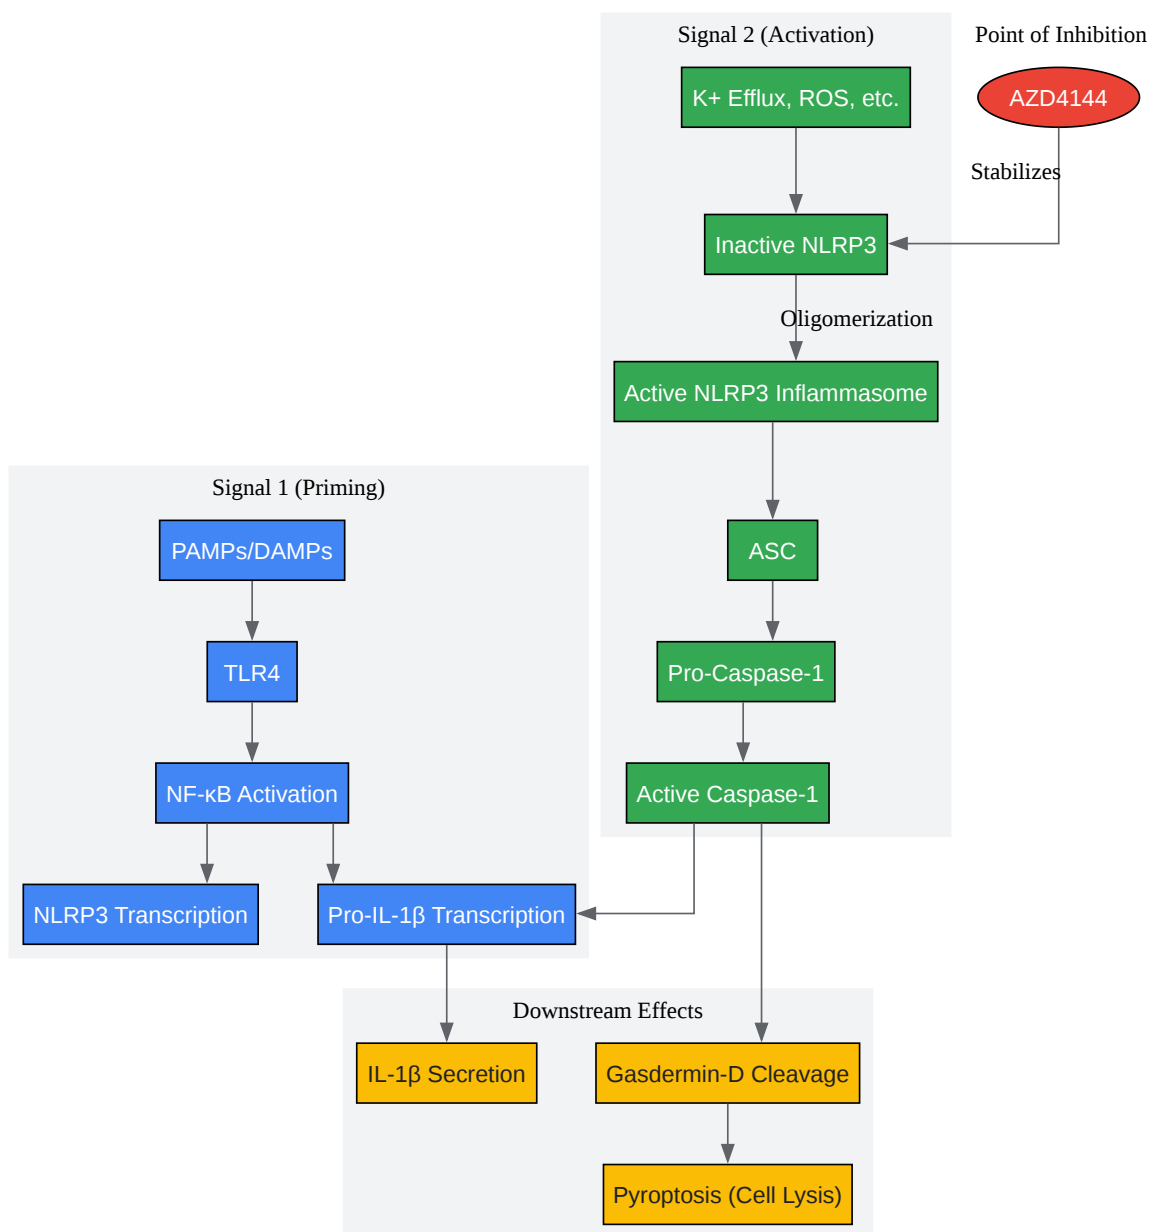 Signal 2 (Activation)
Point of Inhibition
K+ Efflux, ROS, etc.
AZD4144
Stabilizes
Inactive NLRP3
Oligomerization
Active NLRP3 Inflammasome
Signal 1 (Priming)
PAMPs/DAMPs
ASC
TLR4
Pro-Caspase-1
NF-κB Activation
Active Caspase-1
NLRP3 Transcription
Pro-IL-1β Transcription
Downstream Effects
IL-1β Secretion
Gasdermin-D Cleavage
Pyroptosis (Cell Lysis)